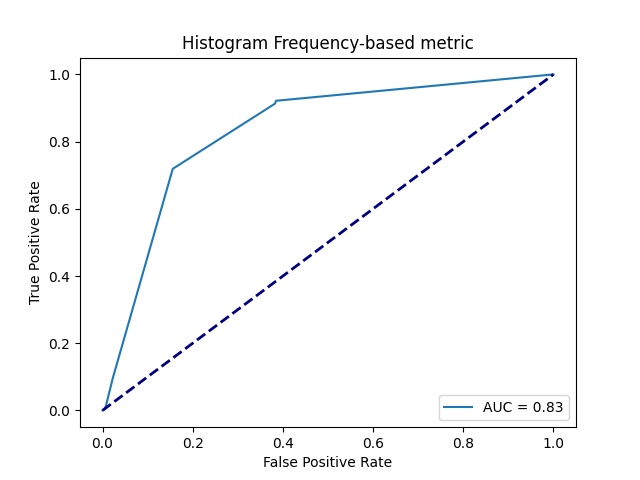 Histogram Frequency-based metric
1.0
0.8
0.6
0.4
0.2
0.0
True Positive Rate
AUC = 0.83
0.0 0.2 0.4 0.6 0.8 1.0
False Positive Rate